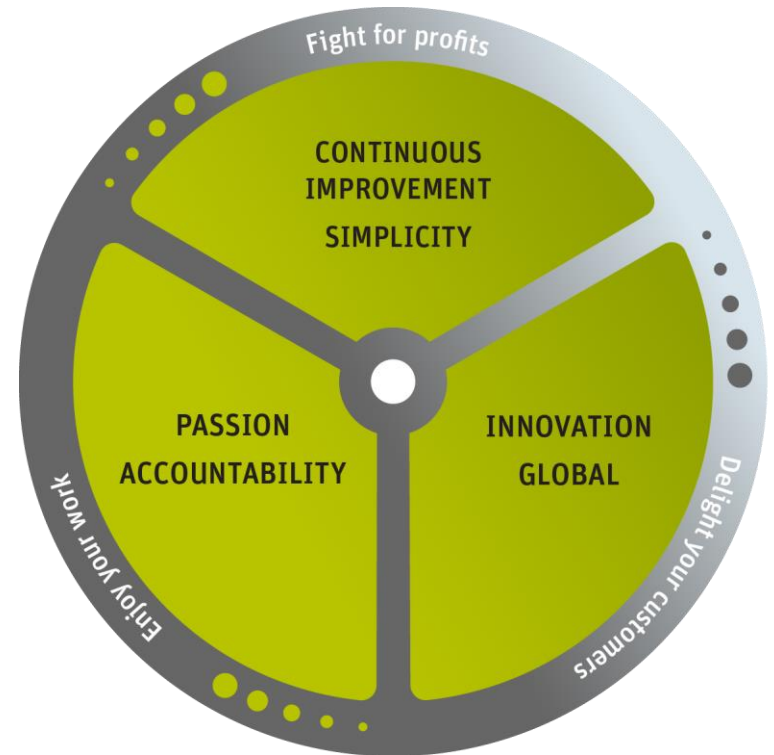 Fight for profits
CONTINUOUS
IMPROVEMENT
SIMPLICITY
PASSION
ACCOUNTABILITY
INNOVATION
GLOBAL
Enjoy your work
Delight your customers